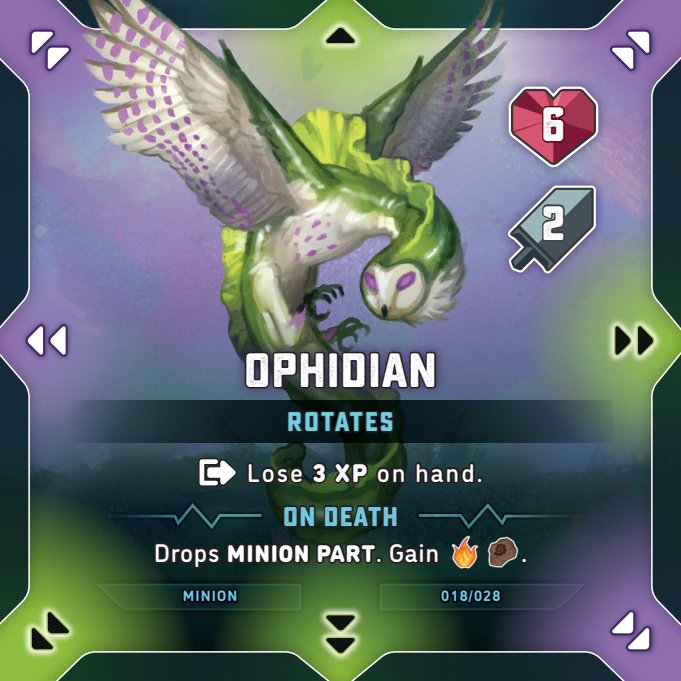 6
2
OPHIDIAN
ROTATES
Lose 3 XP on hand.
ON DEATH
Drops MINION PART. Gain .
MINION
018/028